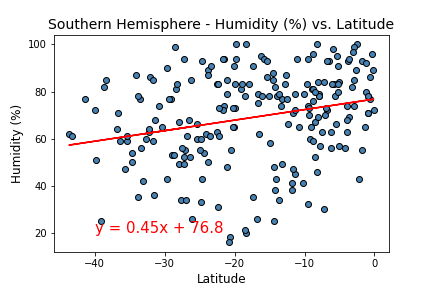 Southern Hemisphere - Humidity (%) vs. Latitude
100
80
60
40
20
Humidity (%)
y = 0.45x + 76.8
−40
−30
−20
−10
0
Latitude